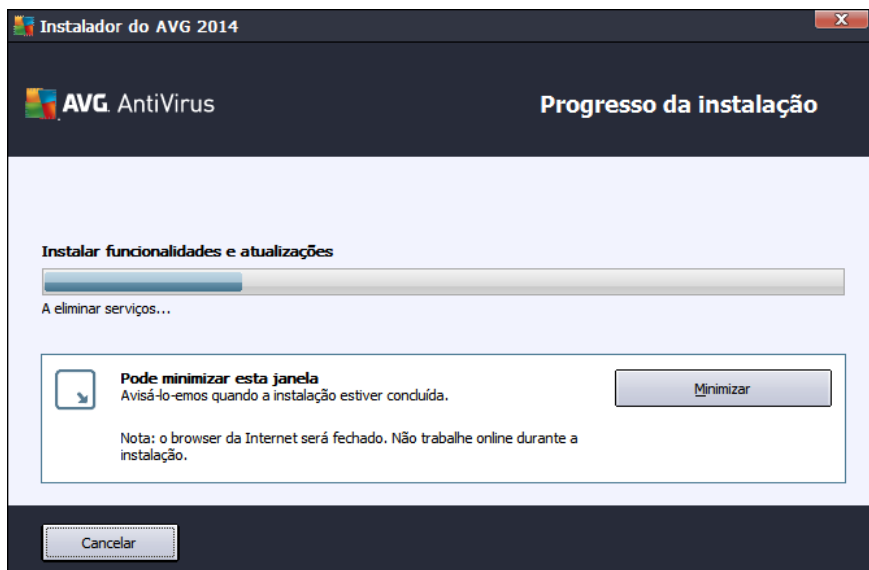 Instalador do AVG 2014
x
AVG. AntiVirus
Progresso da instalação
Instalar funcionalidades e atualizações
A eliminar serviços...
Pode minimizar esta janela
Avisá-lo-emos quando a instalação estiver concluída.
Minimizar
Nota: o browser da Internet será fechado. Não trabalhe online durante a
instalação.
Cancelar